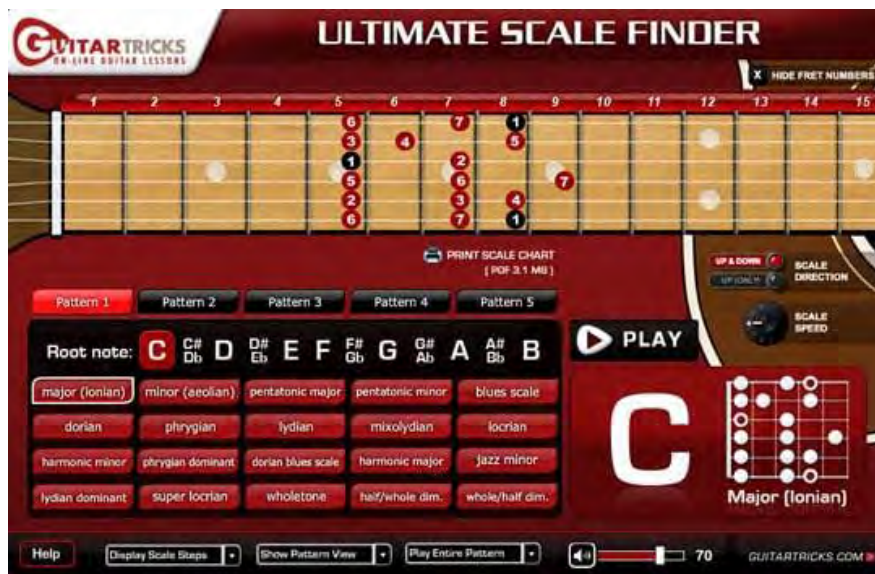 GUITARTRICKS
ON-LINE GUITAR LESSONS
ULTIMATE SCALE FINDER
X HIDE FRET NUMBERS
1 2 3 4 5 6 7 8 9 10 11 12 13 14 15
6 7 1
3 4 5
1 2
5 6 7
2 3 4
6 7 1
PRINT SCALE CHART
[ PDF 3.1 MB ]
UP & DOWN
UP (ONLY)
SCALE DIRECTION
SCALE SPEED
Pattern 1 Pattern 2 Pattern 3 Pattern 4 Pattern 5
PLAY
Root note: C C# Db D D# Eb E F F# Gb G G# Ab A A# Bb B
major (ionian) minor (aeolian) pentatonic major pentatonic minor blues scale
dorian phrygian lydian mixolydian locrian
harmonic minor phrygian dominant dorian blues scale harmonic major jazz minor
lydian dominant super locrian wholetone half/whole dim. whole/half dim.
C
Major (Ionian)
Help Display Scale Steps Show Pattern View Play Entire Pattern 70 GUITARTRICKS.COM